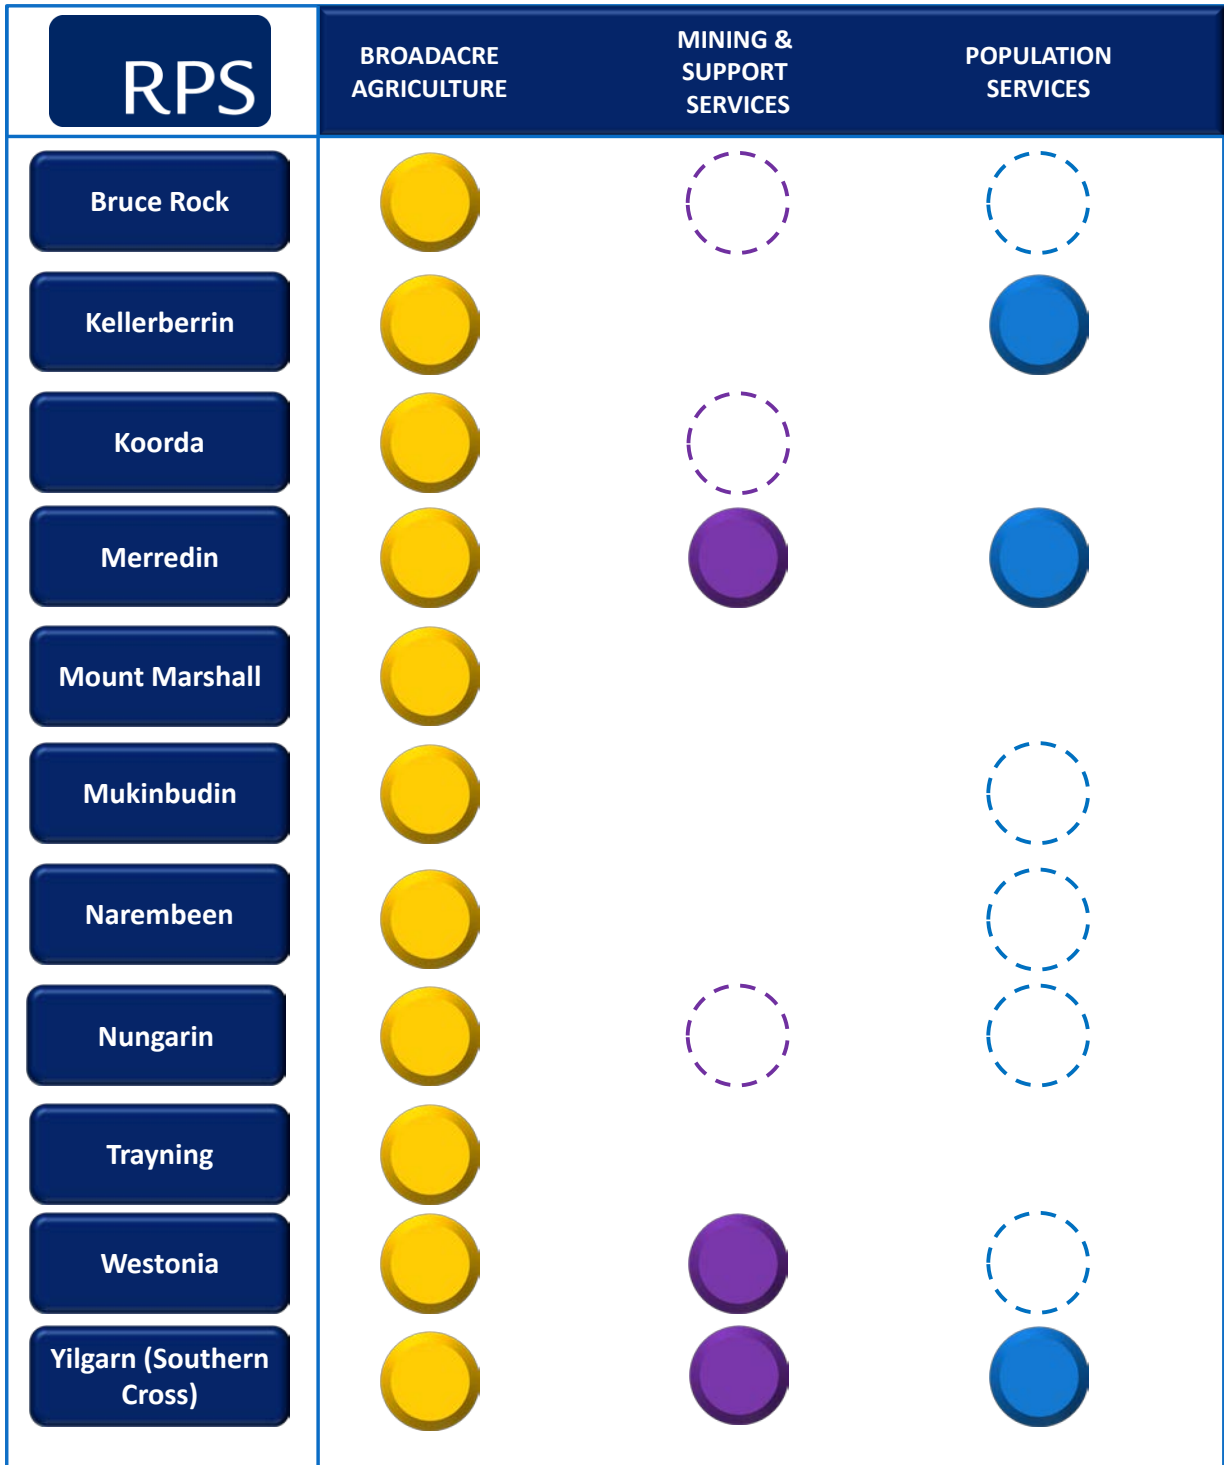 RPS
BROADACRE
AGRICULTURE
MINING &
SUPPORT
SERVICES
POPULATION
SERVICES
Bruce Rock
Kellerberrin
Koorda
Merredin
Mount Marshall
Mukinbudin
Narembeen
Nungarin
Trayning
Westonia
Yilgarn (Southern
Cross)